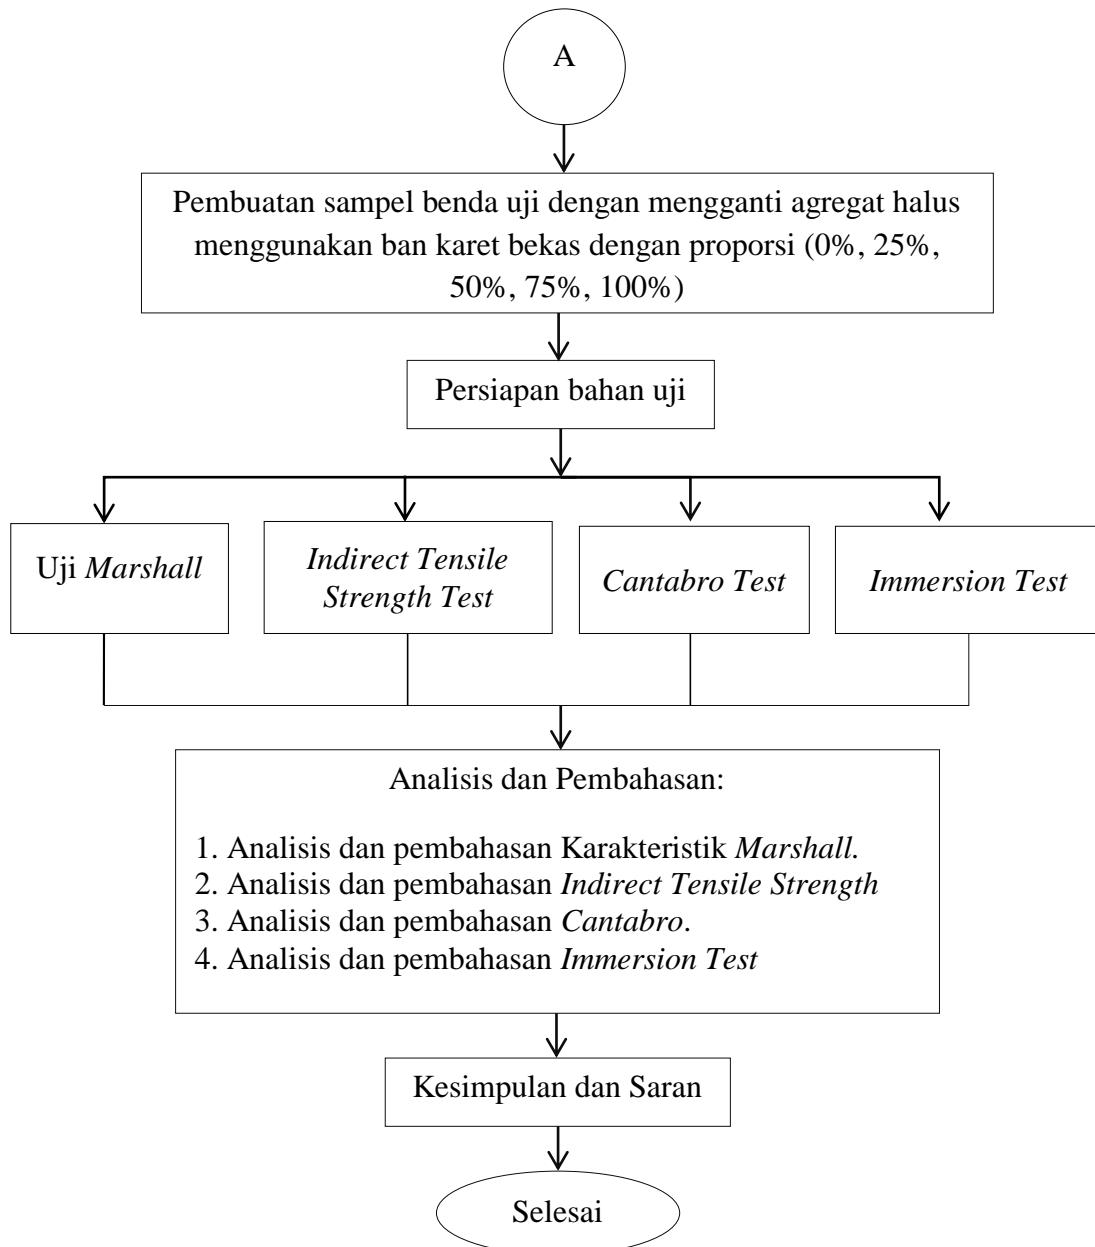 A
Pembuatan sampel benda uji dengan mengganti agregat halus
menggunakan ban karet bekas dengan proporsi (0%, 25%,
50%, 75%, 100%)
Persiapan bahan uji
Uji Marshall
Indirect Tensile
Strength Test
Cantabro Test
Immersion Test
Analisis dan Pembahasan:
1. Analisis dan pembahasan Karakteristik Marshall.
2. Analisis dan pembahasan Indirect Tensile Strength
3. Analisis dan pembahasan Cantabro.
4. Analisis dan pembahasan Immersion Test
Kesimpulan dan Saran
Selesai